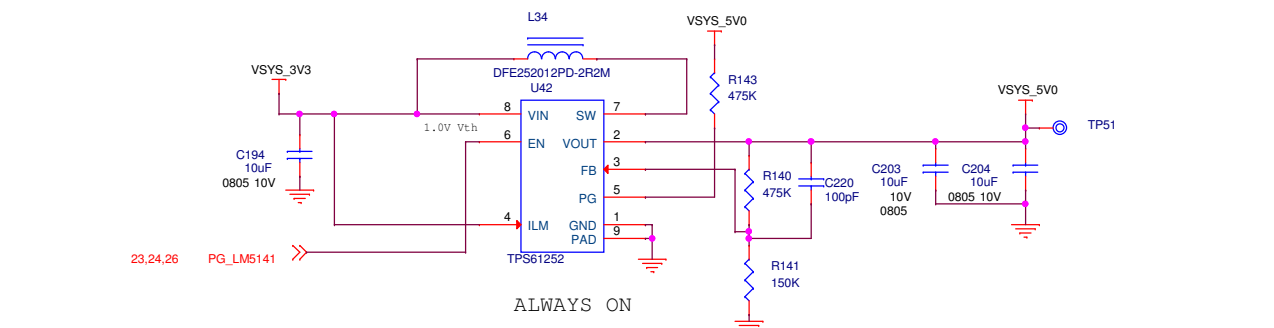 L34
VSYS_5V0
VSYS_3V3
DFE252012PD-2R2M
U42
R143
475K
VSYS_5V0
8 VIN SW 7
TP51
1.0V Vth
6 EN VOUT 2
C194
10uF
0805 10V
FB 3
R140
475K
C220
100pF
C203
10uF
10V
0805
C204
10uF
0805 10V
PG 5
4 ILM GND 1
PAD 9
23,24,26 PG_LM5141
TPS61252
R141
150K
ALWAYS ON